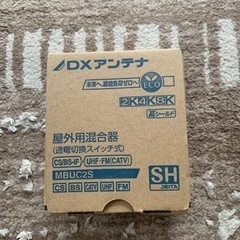 DXアンテナ
未来へ、環境負荷ゼロへ
ECO
2K 4K 8K
高シールド
屋外用混合器
(通電切換スイッチ式)
CS/BS-IF UHF・FM(CATV)
MBUC2S
SH
CS BS CATV UHF FM
JEITA